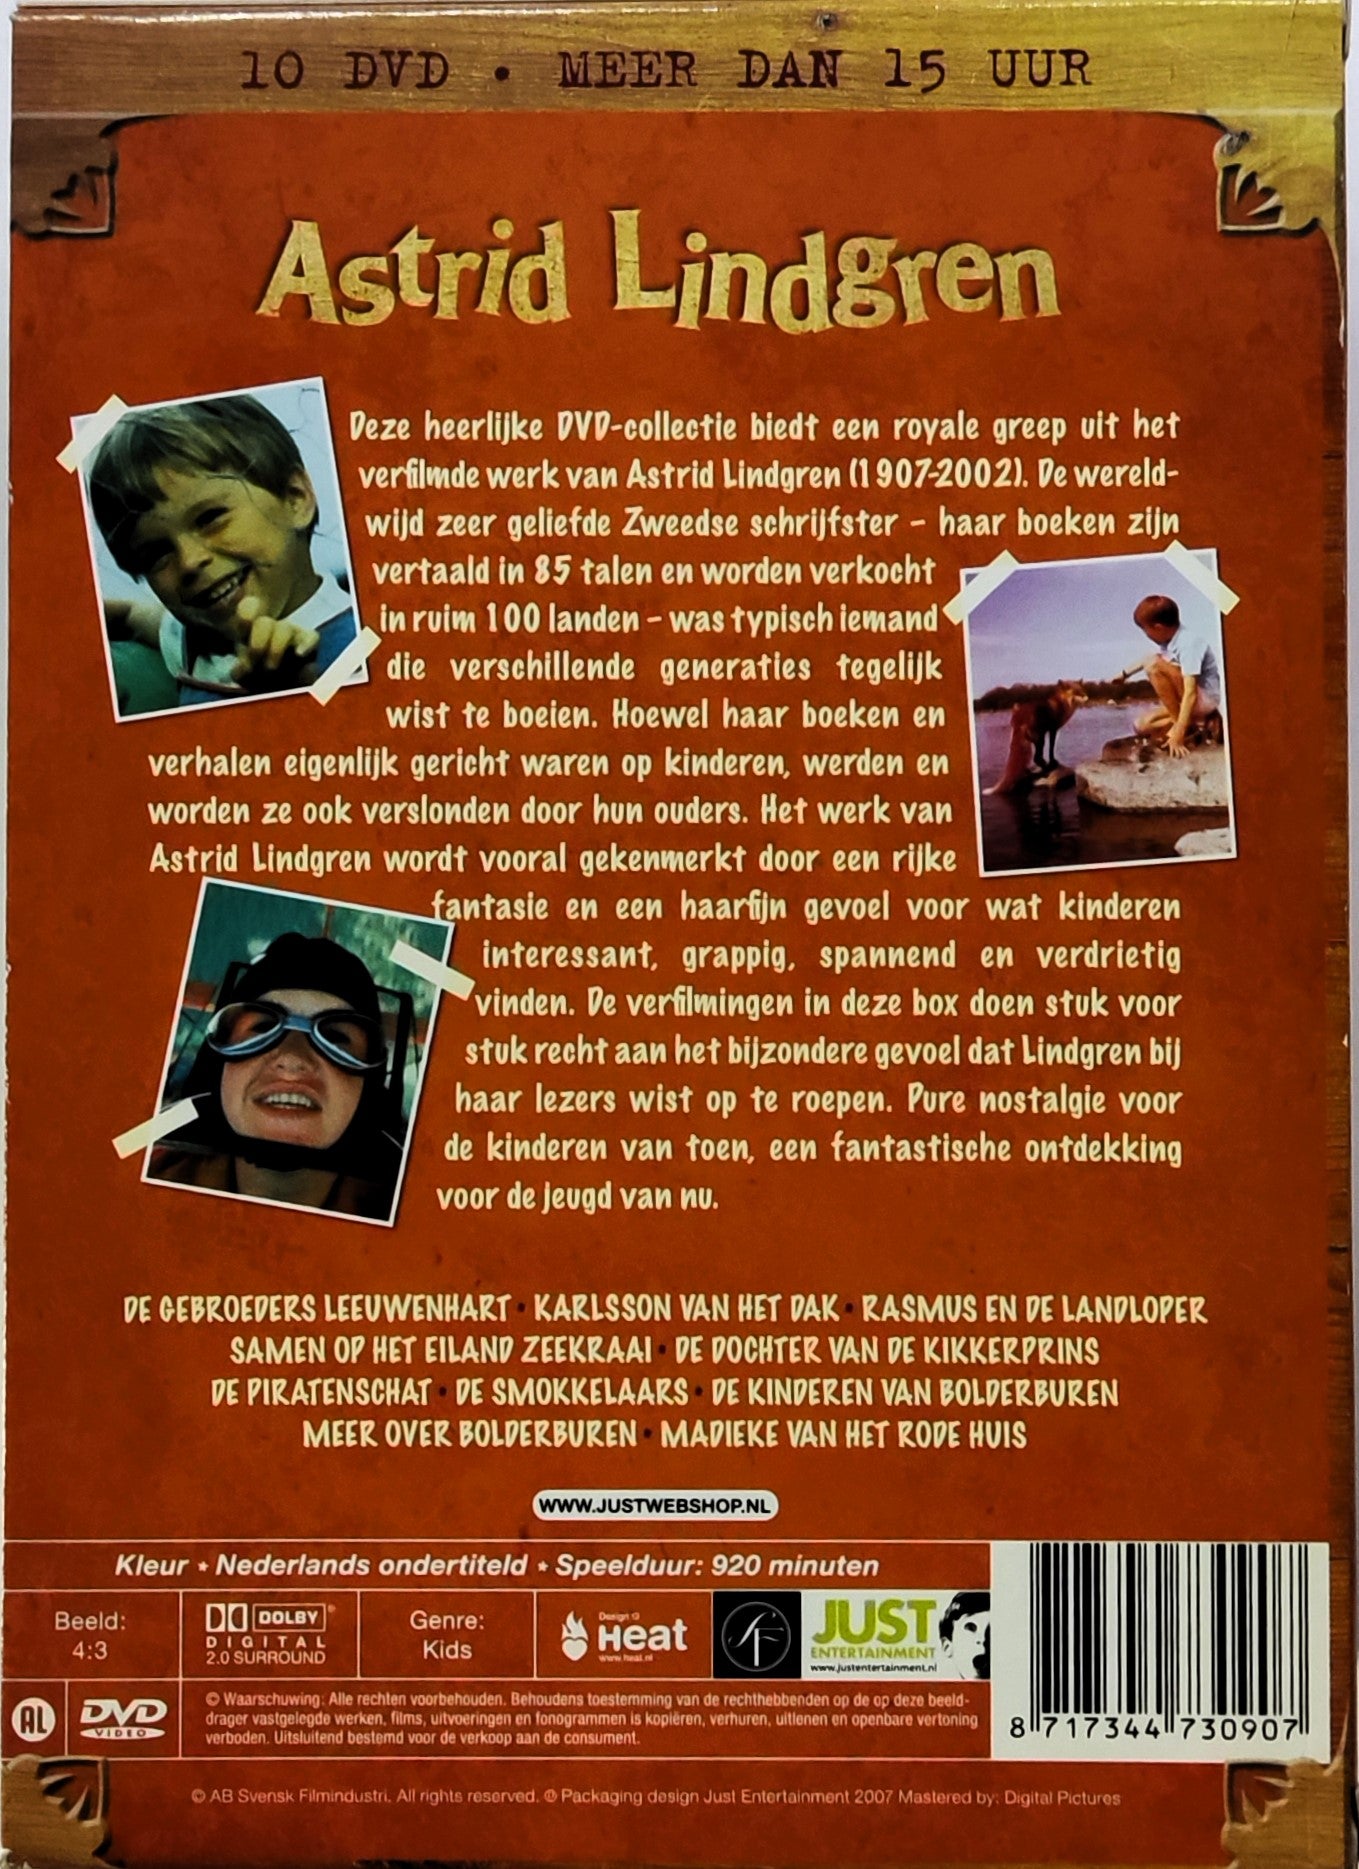 10 DVD • MEER DAN 15 UUR
Astrid Lindgren
Deze heerlijke DVD-collectie biedt een royale greep uit het
verfilmde werk van Astrid Lindgren (1907-2002). De wereld-
wijd zeer geliefde Zweedse schrijfster – haar boeken zijn
vertaald in 85 talen en worden verkocht
in ruim 100 landen – was typisch iemand
die verschillende generaties tegelijk
wist te boeien. Hoewel haar boeken en
verhalen eigenlijk gericht waren op kinderen, werden en
worden ze ook verslonden door hun ouders. Het werk van
Astrid Lindgren wordt vooral gekenmerkt door een rijke
fantasie en een haarfijn gevoel voor wat kinderen
interessant, grappig, spannend en verdrietig
vinden. De verfilmingen in deze box doen stuk voor
stuk recht aan het bijzondere gevoel dat Lindgren bij
haar lezers wist op te roepen. Pure nostalgie voor
de kinderen van toen, een fantastische ontdekking
voor de jeugd van nu.
DE GEBROEDERS LEEUWENHART • KARLSSON VAN HET DAK • RASMUS EN DE LANDLOPER
SAMEN OP HET EILAND ZEEKRAAI • DE DOCHTER VAN DE KIKKERPRINS
DE PIRATENSCHAT • DE SMOKKELAARS • DE KINDEREN VAN BOLDERBUREN
MEER OVER BOLDERBUREN • MADIEKE VAN HET RODE HUIS
WWW.JUSTWEBSHOP.NL
Kleur ★ Nederlands ondertiteld ★ Speelduur: 920 minuten
Beeld:
4:3
DOLBY
DIGITAL
2.0 SURROUND
Genre:
Kids
Design @
Heat
www.heat.nl
SF
JUST
ENTERTAINMENT
www.justentertainment.nl
AL
DVD
VIDEO
© Waarschuwing: Alle rechten voorbehouden. Behoudens toestemming van de rechthebbenden op de op deze beeld-
drager vastgelegde werken, films, uitvoeringen en fonogrammen is kopiëren, verhuren, uitlenen en openbare vertoning
verboden. Uitsluitend bestemd voor de verkoop aan de consument.
8 717344 730907
© AB Svensk Filmindustri. All rights reserved. ℗ Packaging design Just Entertainment 2007 Mastered by: Digital Pictures